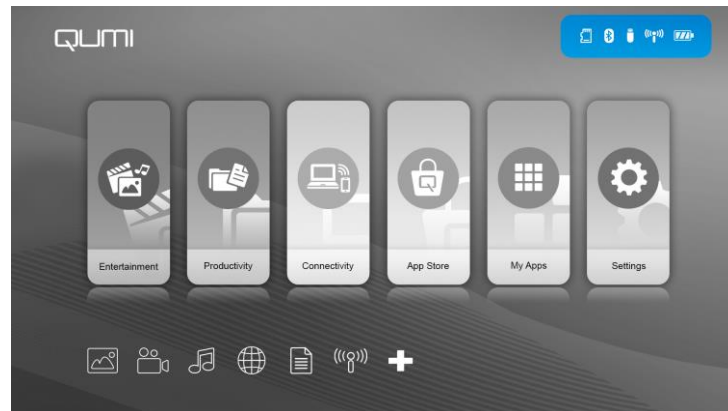 QUMI
Entertainment
Productivity
Connectivity
App Store
My Apps
Settings